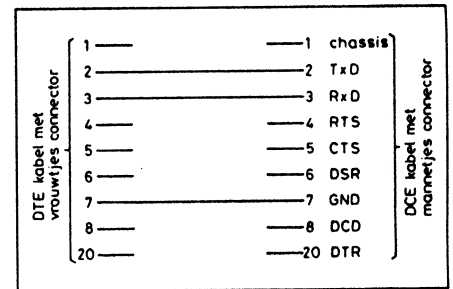 DTE kabel met
vrouwtjes connector
1 1 chassis
2 2 TxD
3 3 RxD
4 4 RTS
5 5 CTS
6 6 DSR
7 7 GND
8 8 DCD
20 20 DTR
DCE kabel met
mannetjes connector